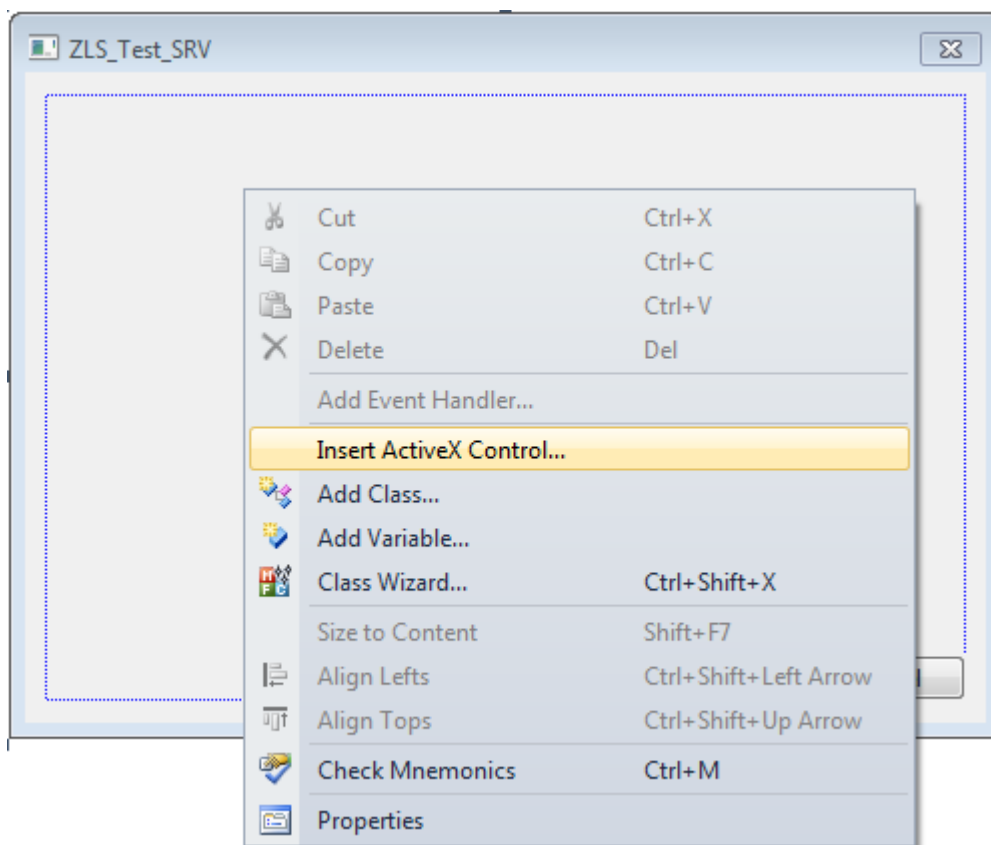 ZLS_Test_SRV
Cut Ctrl+X
Copy Ctrl+C
Paste Ctrl+V
Delete Del
Add Event Handler...
Insert ActiveX Control...
Add Class...
Add Variable...
Class Wizard... Ctrl+Shift+X
Size to Content Shift+F7
Align Lefts Ctrl+Shift+Left Arrow
Align Tops Ctrl+Shift+Up Arrow
Check Mnemonics Ctrl+M
Properties